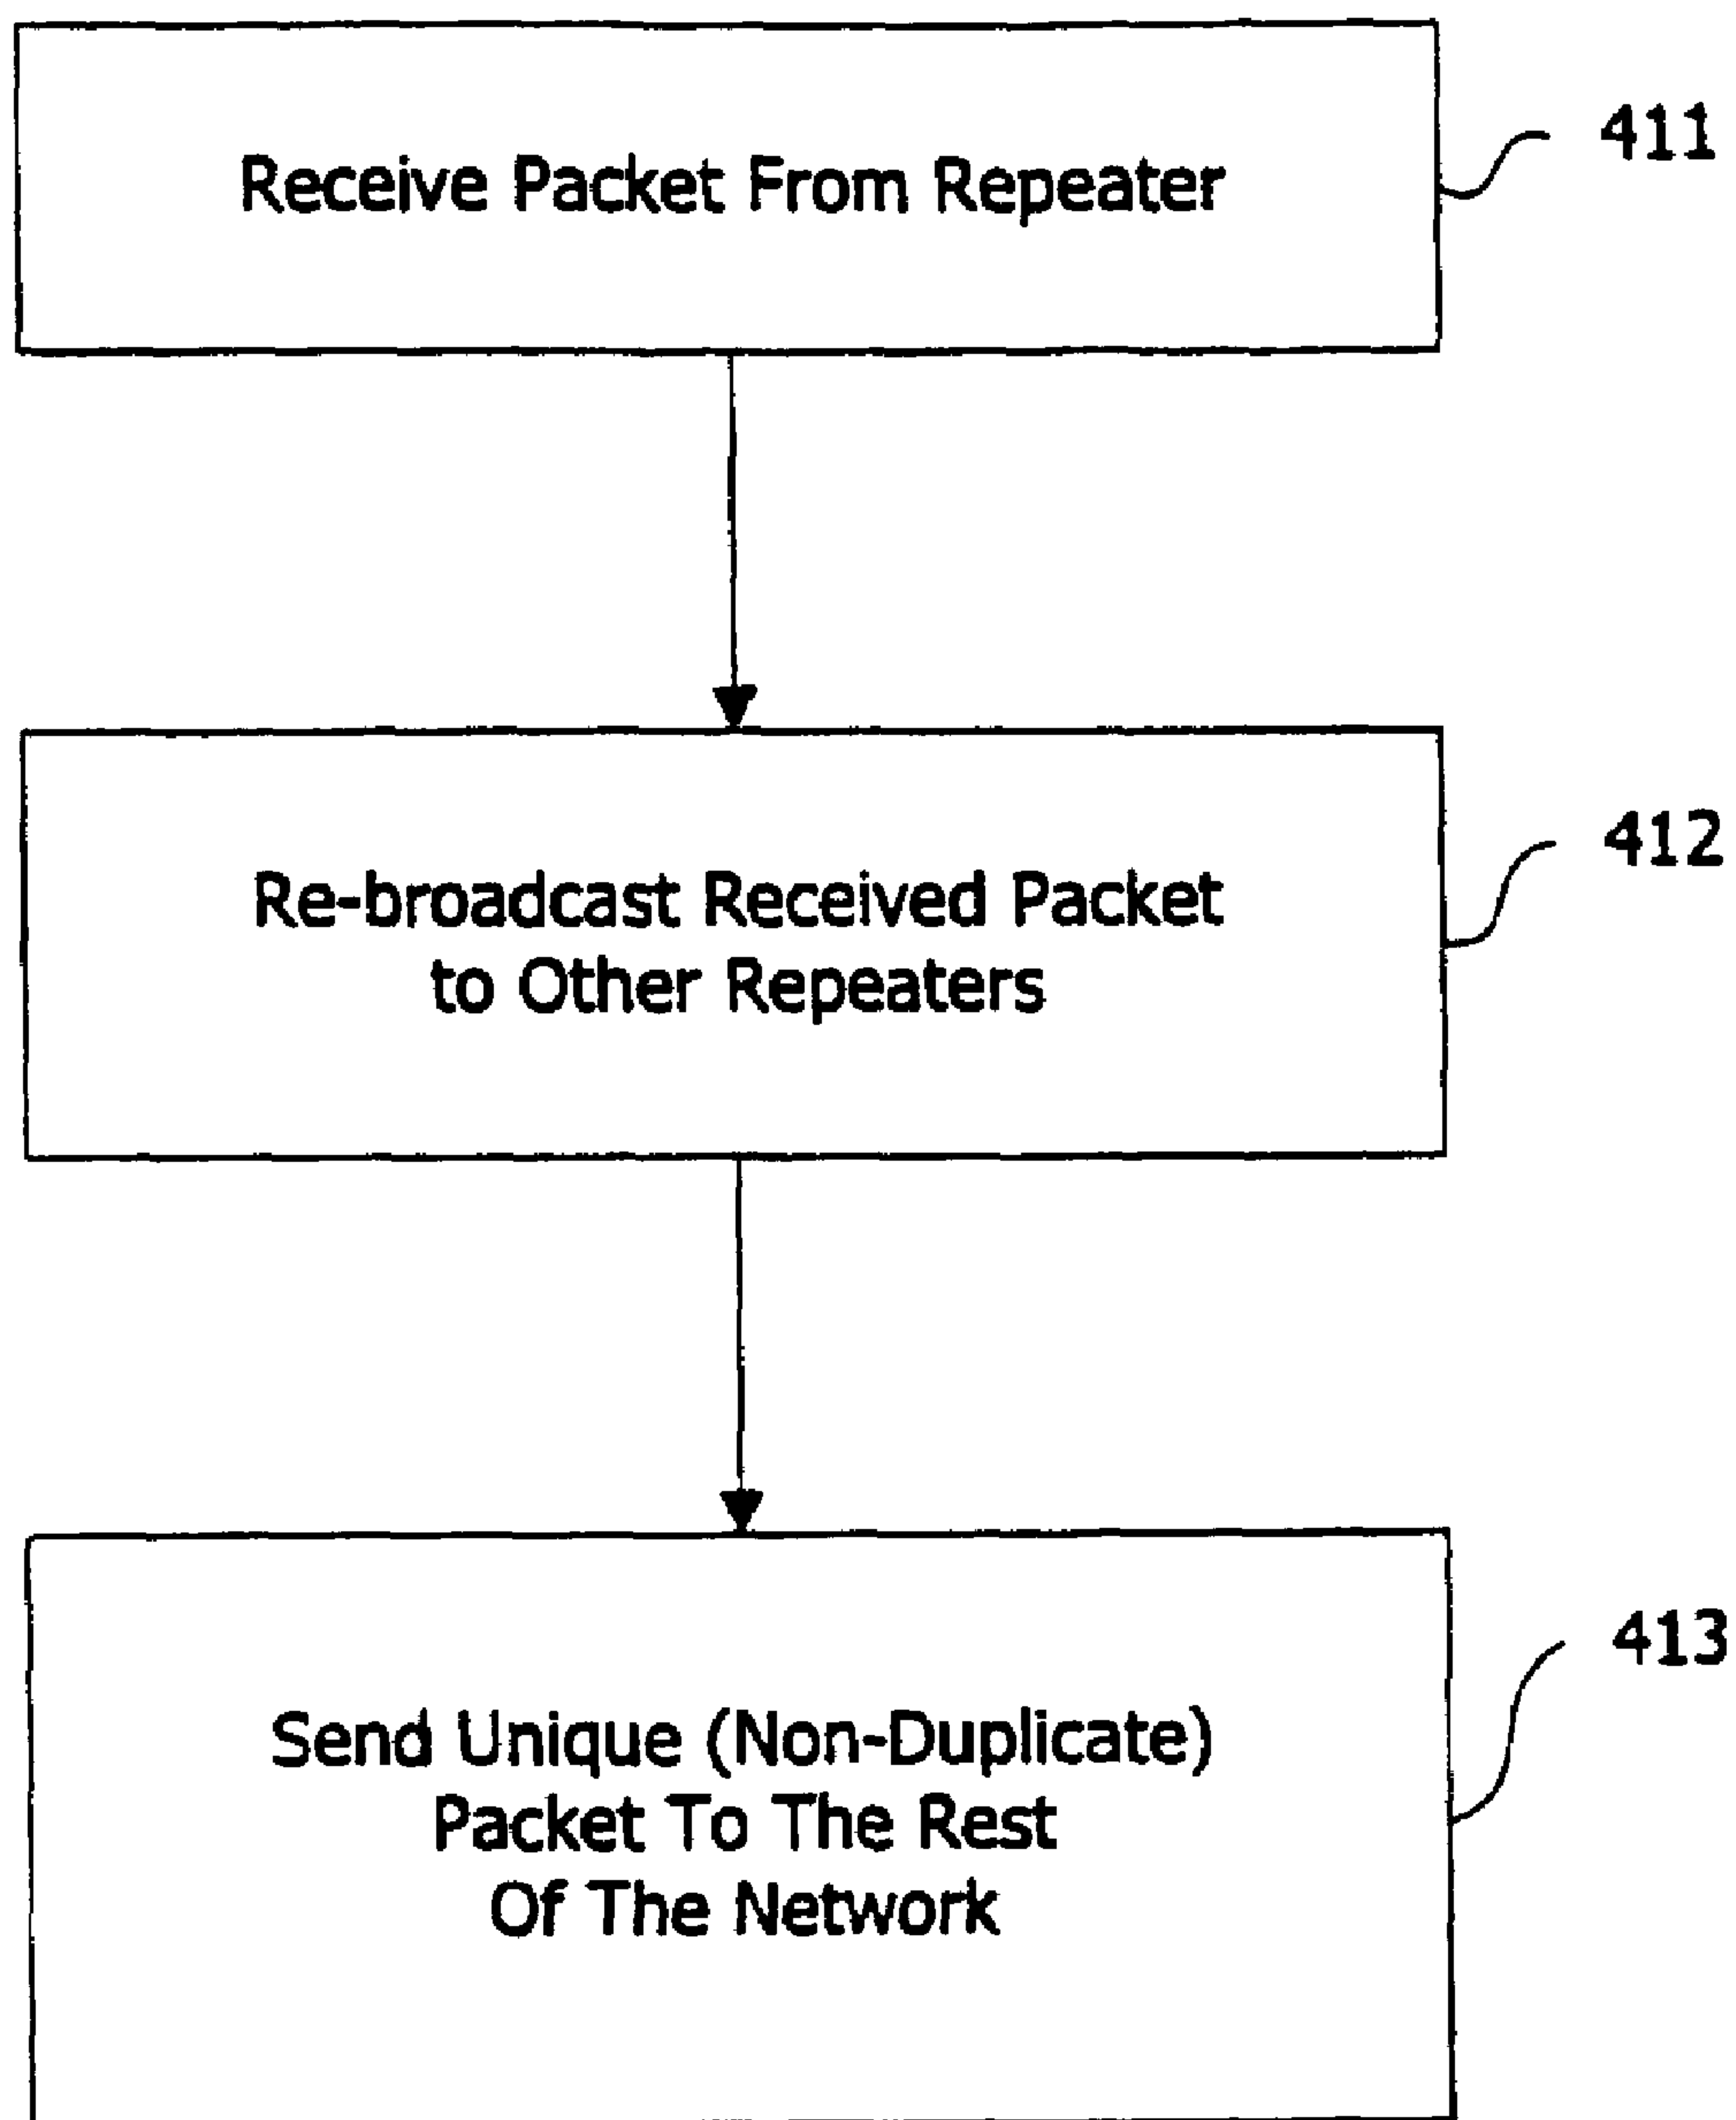 Receive Packet From Repeater
411
Re-broadcast Received Packet
to Other Repeaters
412
Send Unique (Non-Duplicate)
Packet To The Rest
Of The Network
413